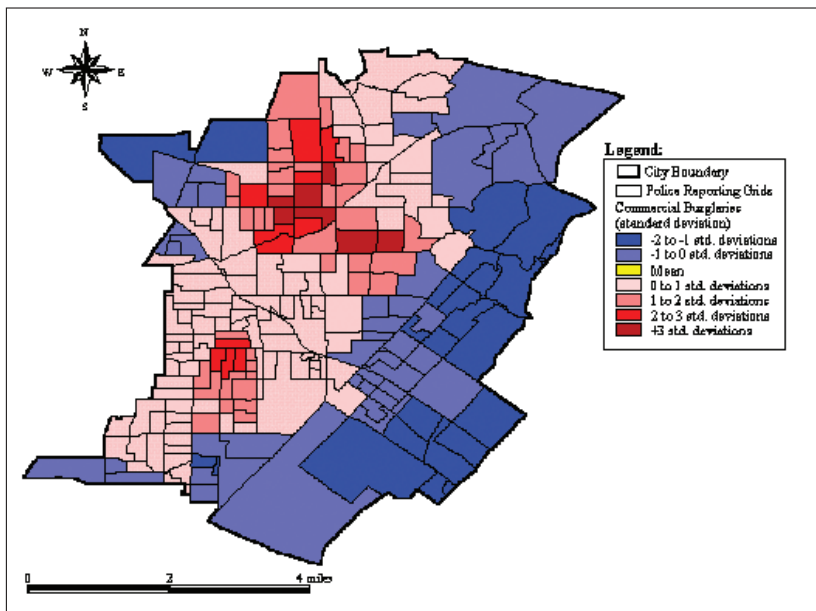 N
W E
S
Legend:
City Boundary
Police Reporting Grids
Commercial Burglaries
(standard deviation)
-2 to -1 std. deviations
-1 to 0 std. deviations
Mean
0 to 1 std. deviations
1 to 2 std. deviations
2 to 3 std. deviations
+3 std. deviations
0 2 4 miles